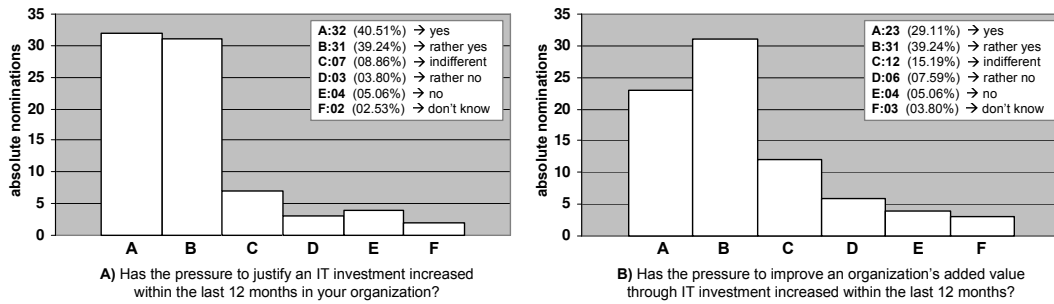 absolute nominations
35
30
25
20
15
10
5
0
A:32 (40.51%) → yes
B:31 (39.24%) → rather yes
C:07 (08.86%) → indifferent
D:03 (03.80%) → rather no
E:04 (05.06%) → no
F:02 (02.53%) → don't know
A B C D E F
A) Has the pressure to justify an IT investment increased
within the last 12 months in your organization?
absolute nominations
35
30
25
20
15
10
5
0
A:23 (29.11%) → yes
B:31 (39.24%) → rather yes
C:12 (15.19%) → indifferent
D:06 (07.59%) → rather no
E:04 (05.06%) → no
F:03 (03.80%) → don't know
A B C D E F
B) Has the pressure to improve an organization's added value
through IT investment increased within the last 12 months?